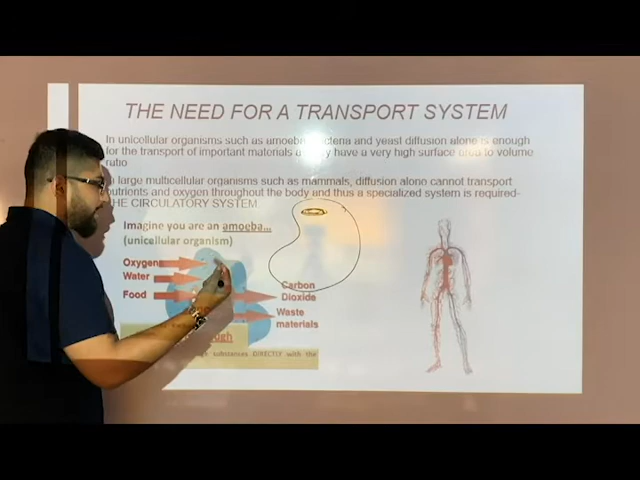 THE NEED FOR A TRANSPORT SYSTEM
In unicellular organisms such as amoeba, bacteria and yeast diffusion alone is enough
for the transport of important materials as they have a very high surface area to volume
ratio
In large multicellular organisms such as mammals, diffusion alone cannot transport
nutrients and oxygen throughout the body and thus a specialized system is required-
THE CIRCULATORY SYSTEM
Imagine you are an amoeba...
(unicellular organism)
Oxygen
Water
Food
Carbon
Dioxide
Waste
materials
substances DIRECTLY with the